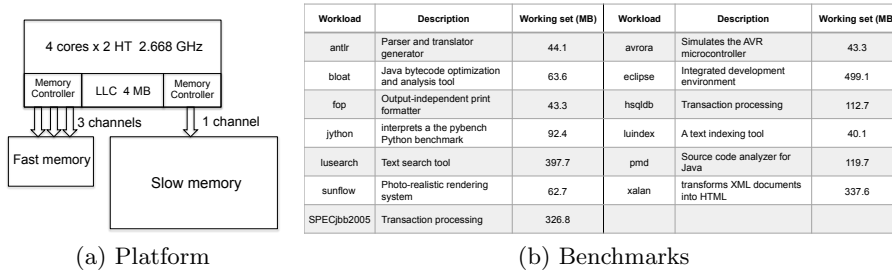 4 cores x 2 HT 2.668 GHz
Memory
Controller
LLC 4 MB
Memory
Controller
3 channels
1 channel
Fast memory
Slow memory
(a) Platform
Workload Description Working set (MB) Workload Description Working set (MB)
antlr Parser and translator generator 44.1 avrora Simulates the AVR microcontroller 43.3
bloat Java bytecode optimization and analysis tool 63.6 eclipse Integrated development environment 499.1
fop Output-independent print formatter 43.3 hsqldb Transaction processing 112.7
jython interprets a the pybench Python benchmark 92.4 luindex A text indexing tool 40.1
lusearch Text search tool 397.7 pmd Source code analyzer for Java 119.7
sunflow Photo-realistic rendering system 62.7 xalan transforms XML documents into HTML 337.6
SPECjbb2005 Transaction processing 326.8
(b) Benchmarks